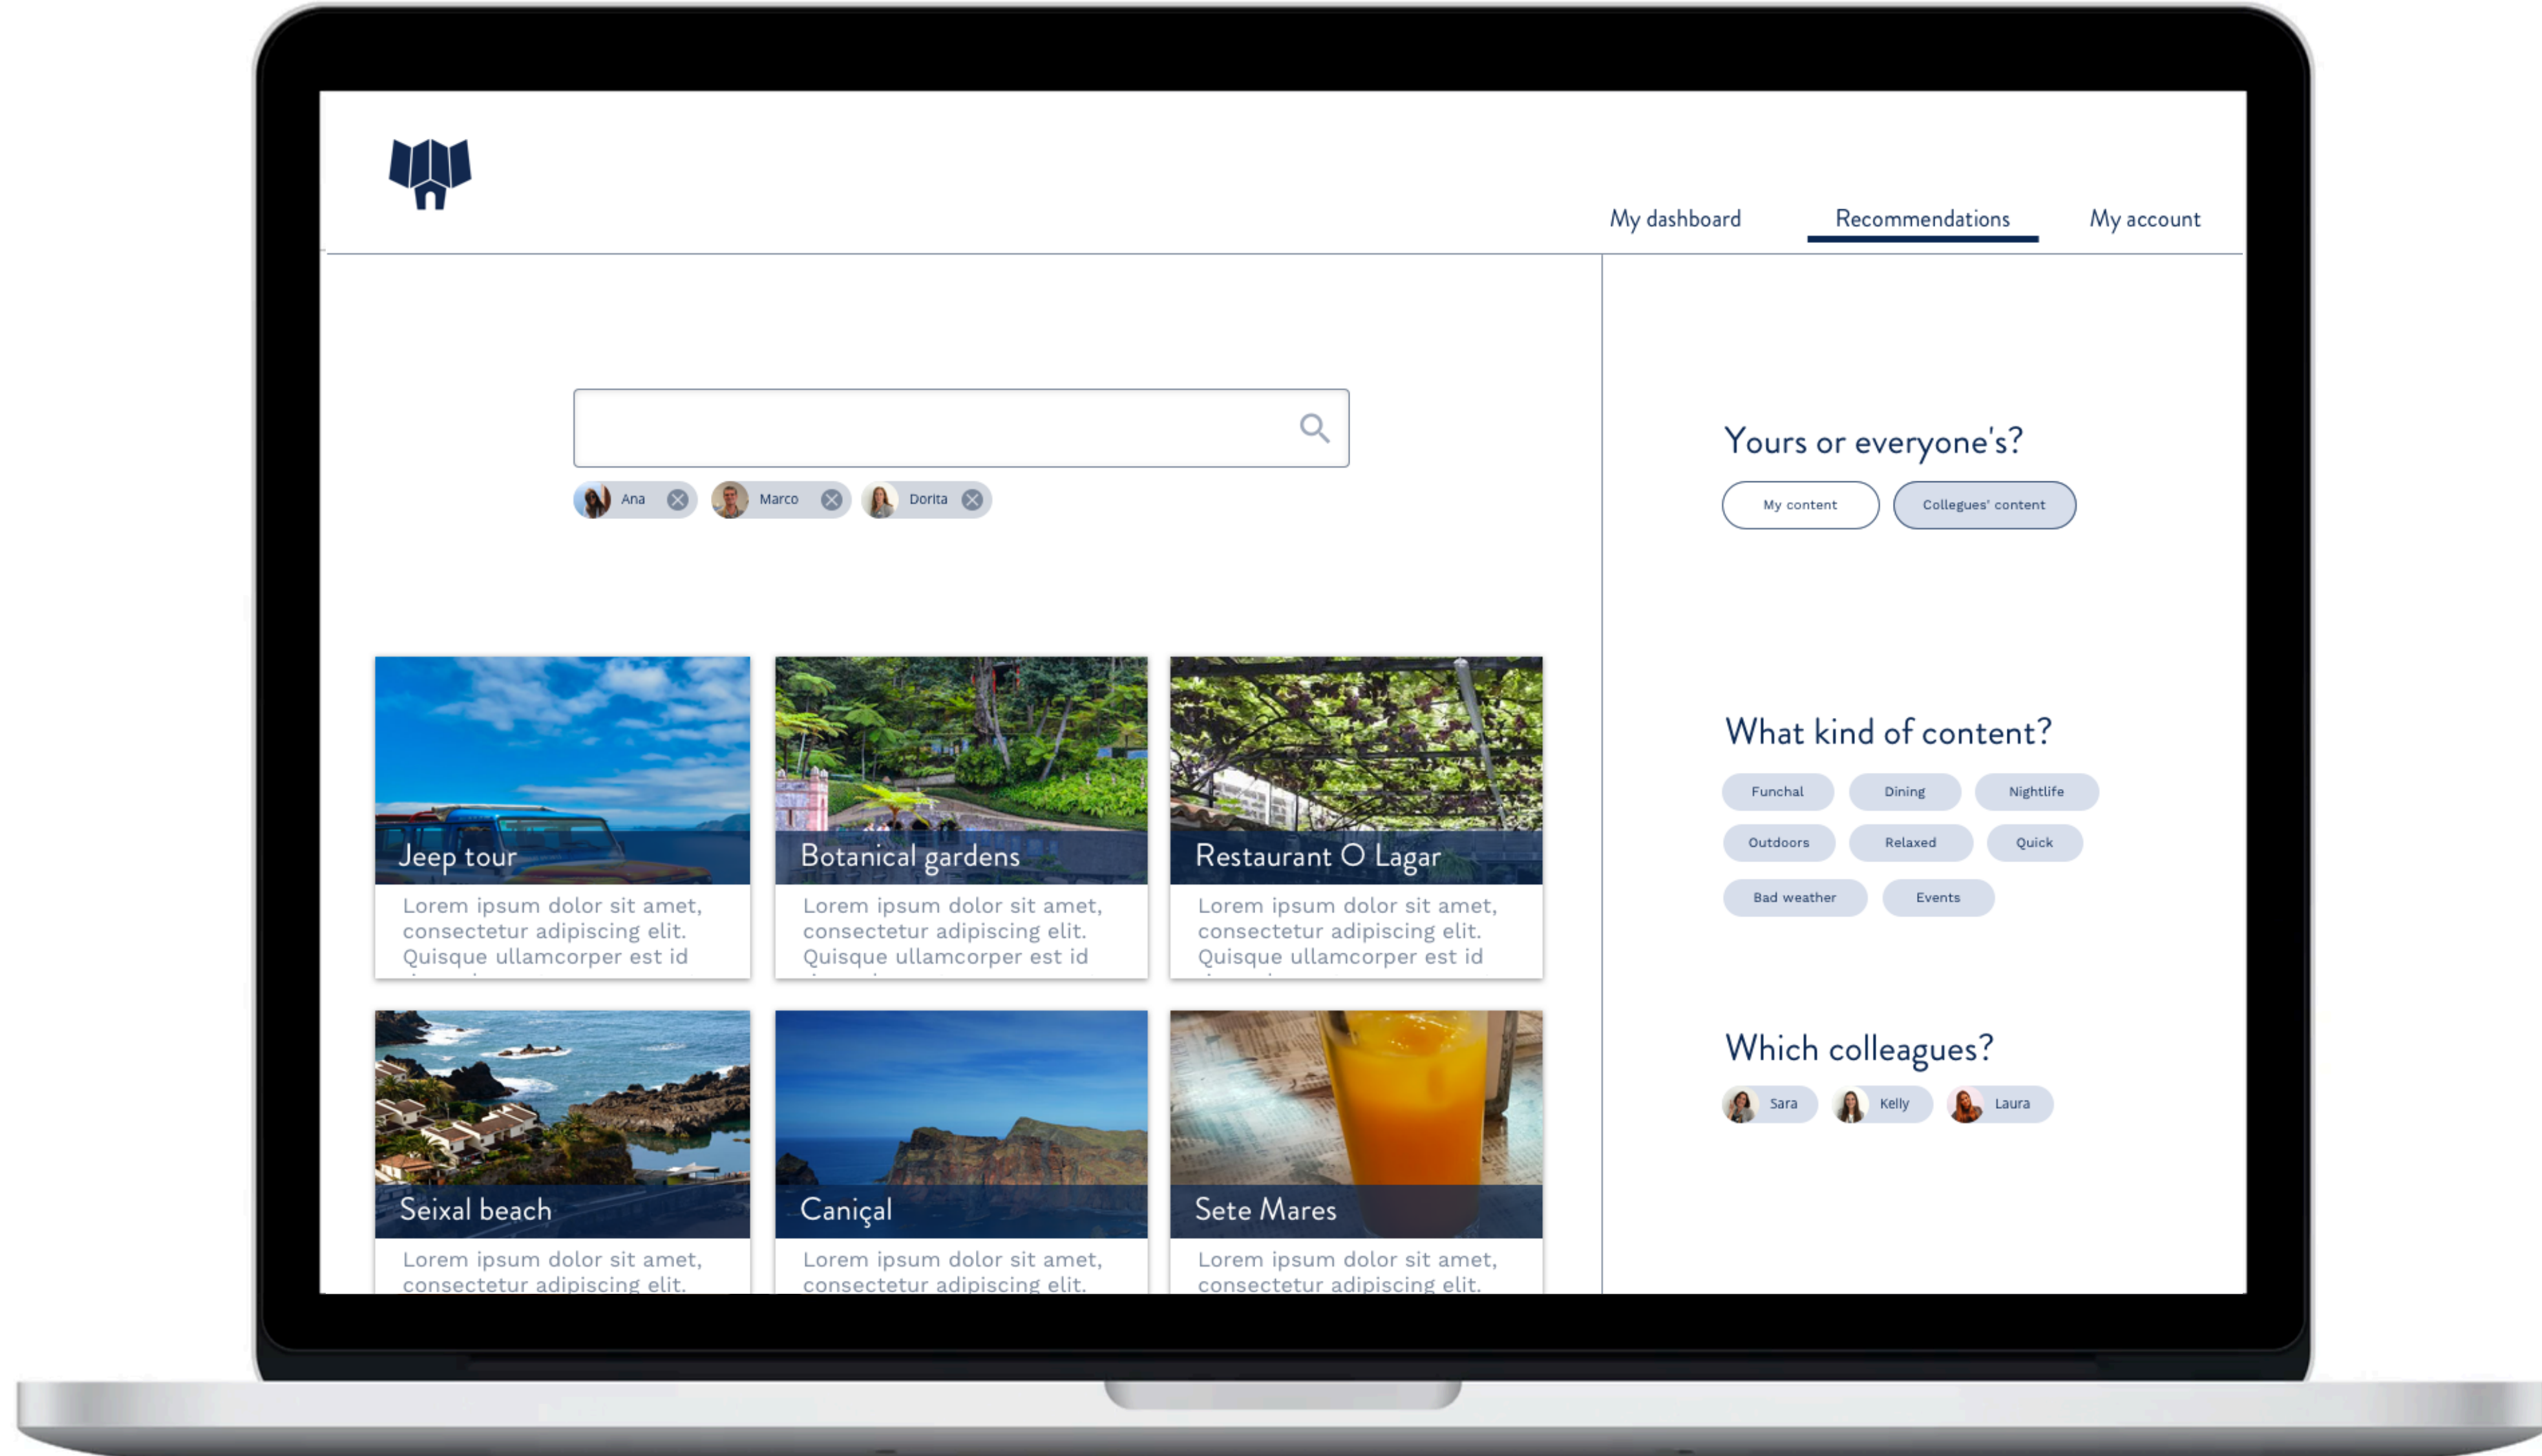 My dashboard
Recommendations
My account
Ana
Marco
Dorita
Jeep tour
Lorem ipsum dolor sit amet,
consectetur adipiscing elit.
Quisque ullamcorper est id
Botanical gardens
Lorem ipsum dolor sit amet,
consectetur adipiscing elit.
Quisque ullamcorper est id
Restaurant O Lagar
Lorem ipsum dolor sit amet,
consectetur adipiscing elit.
Quisque ullamcorper est id
Seixal beach
Lorem ipsum dolor sit amet,
consectetur adipiscing elit.
Caniçal
Lorem ipsum dolor sit amet,
consectetur adipiscing elit.
Sete Mares
Lorem ipsum dolor sit amet,
consectetur adipiscing elit.
Yours or everyone's?
My content
Collegues' content
What kind of content?
Funchal
Dining
Nightlife
Outdoors
Relaxed
Quick
Bad weather
Events
Which colleagues?
Sara
Kelly
Laura